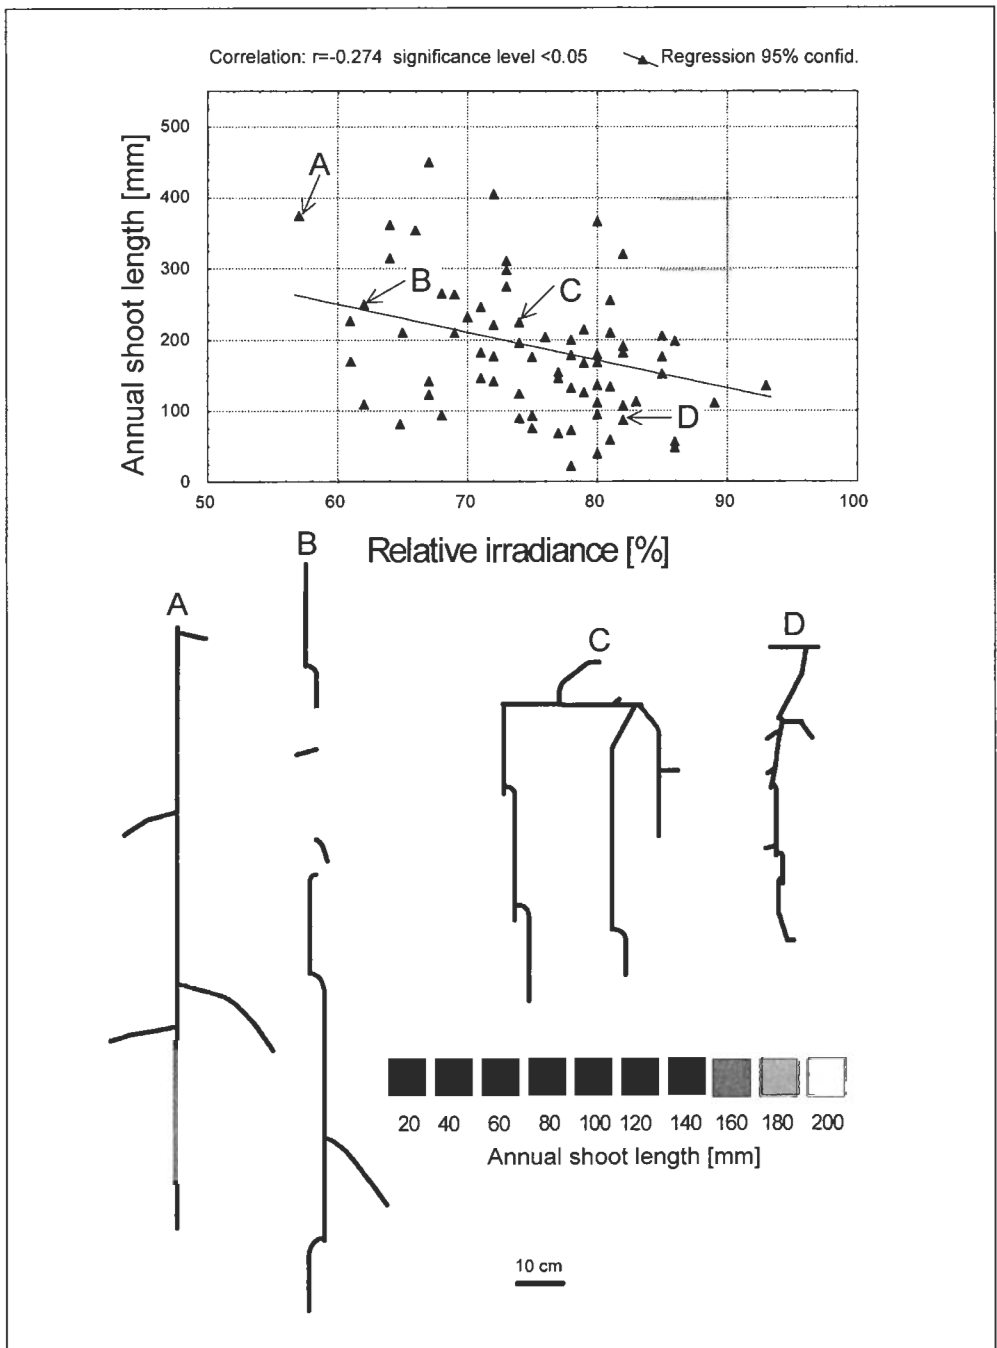 Correlation: r=-0.274 significance level <0.05 Regression 95% confid.
Annual shoot length [mm]
500
400
300
200
100
0
A
B
C
D
50 60 70 80 90 100
Relative irradiance [%]
A
B
C
D
20 40 60 80 100 120 140 160 180 200
Annual shoot length [mm]
10 cm